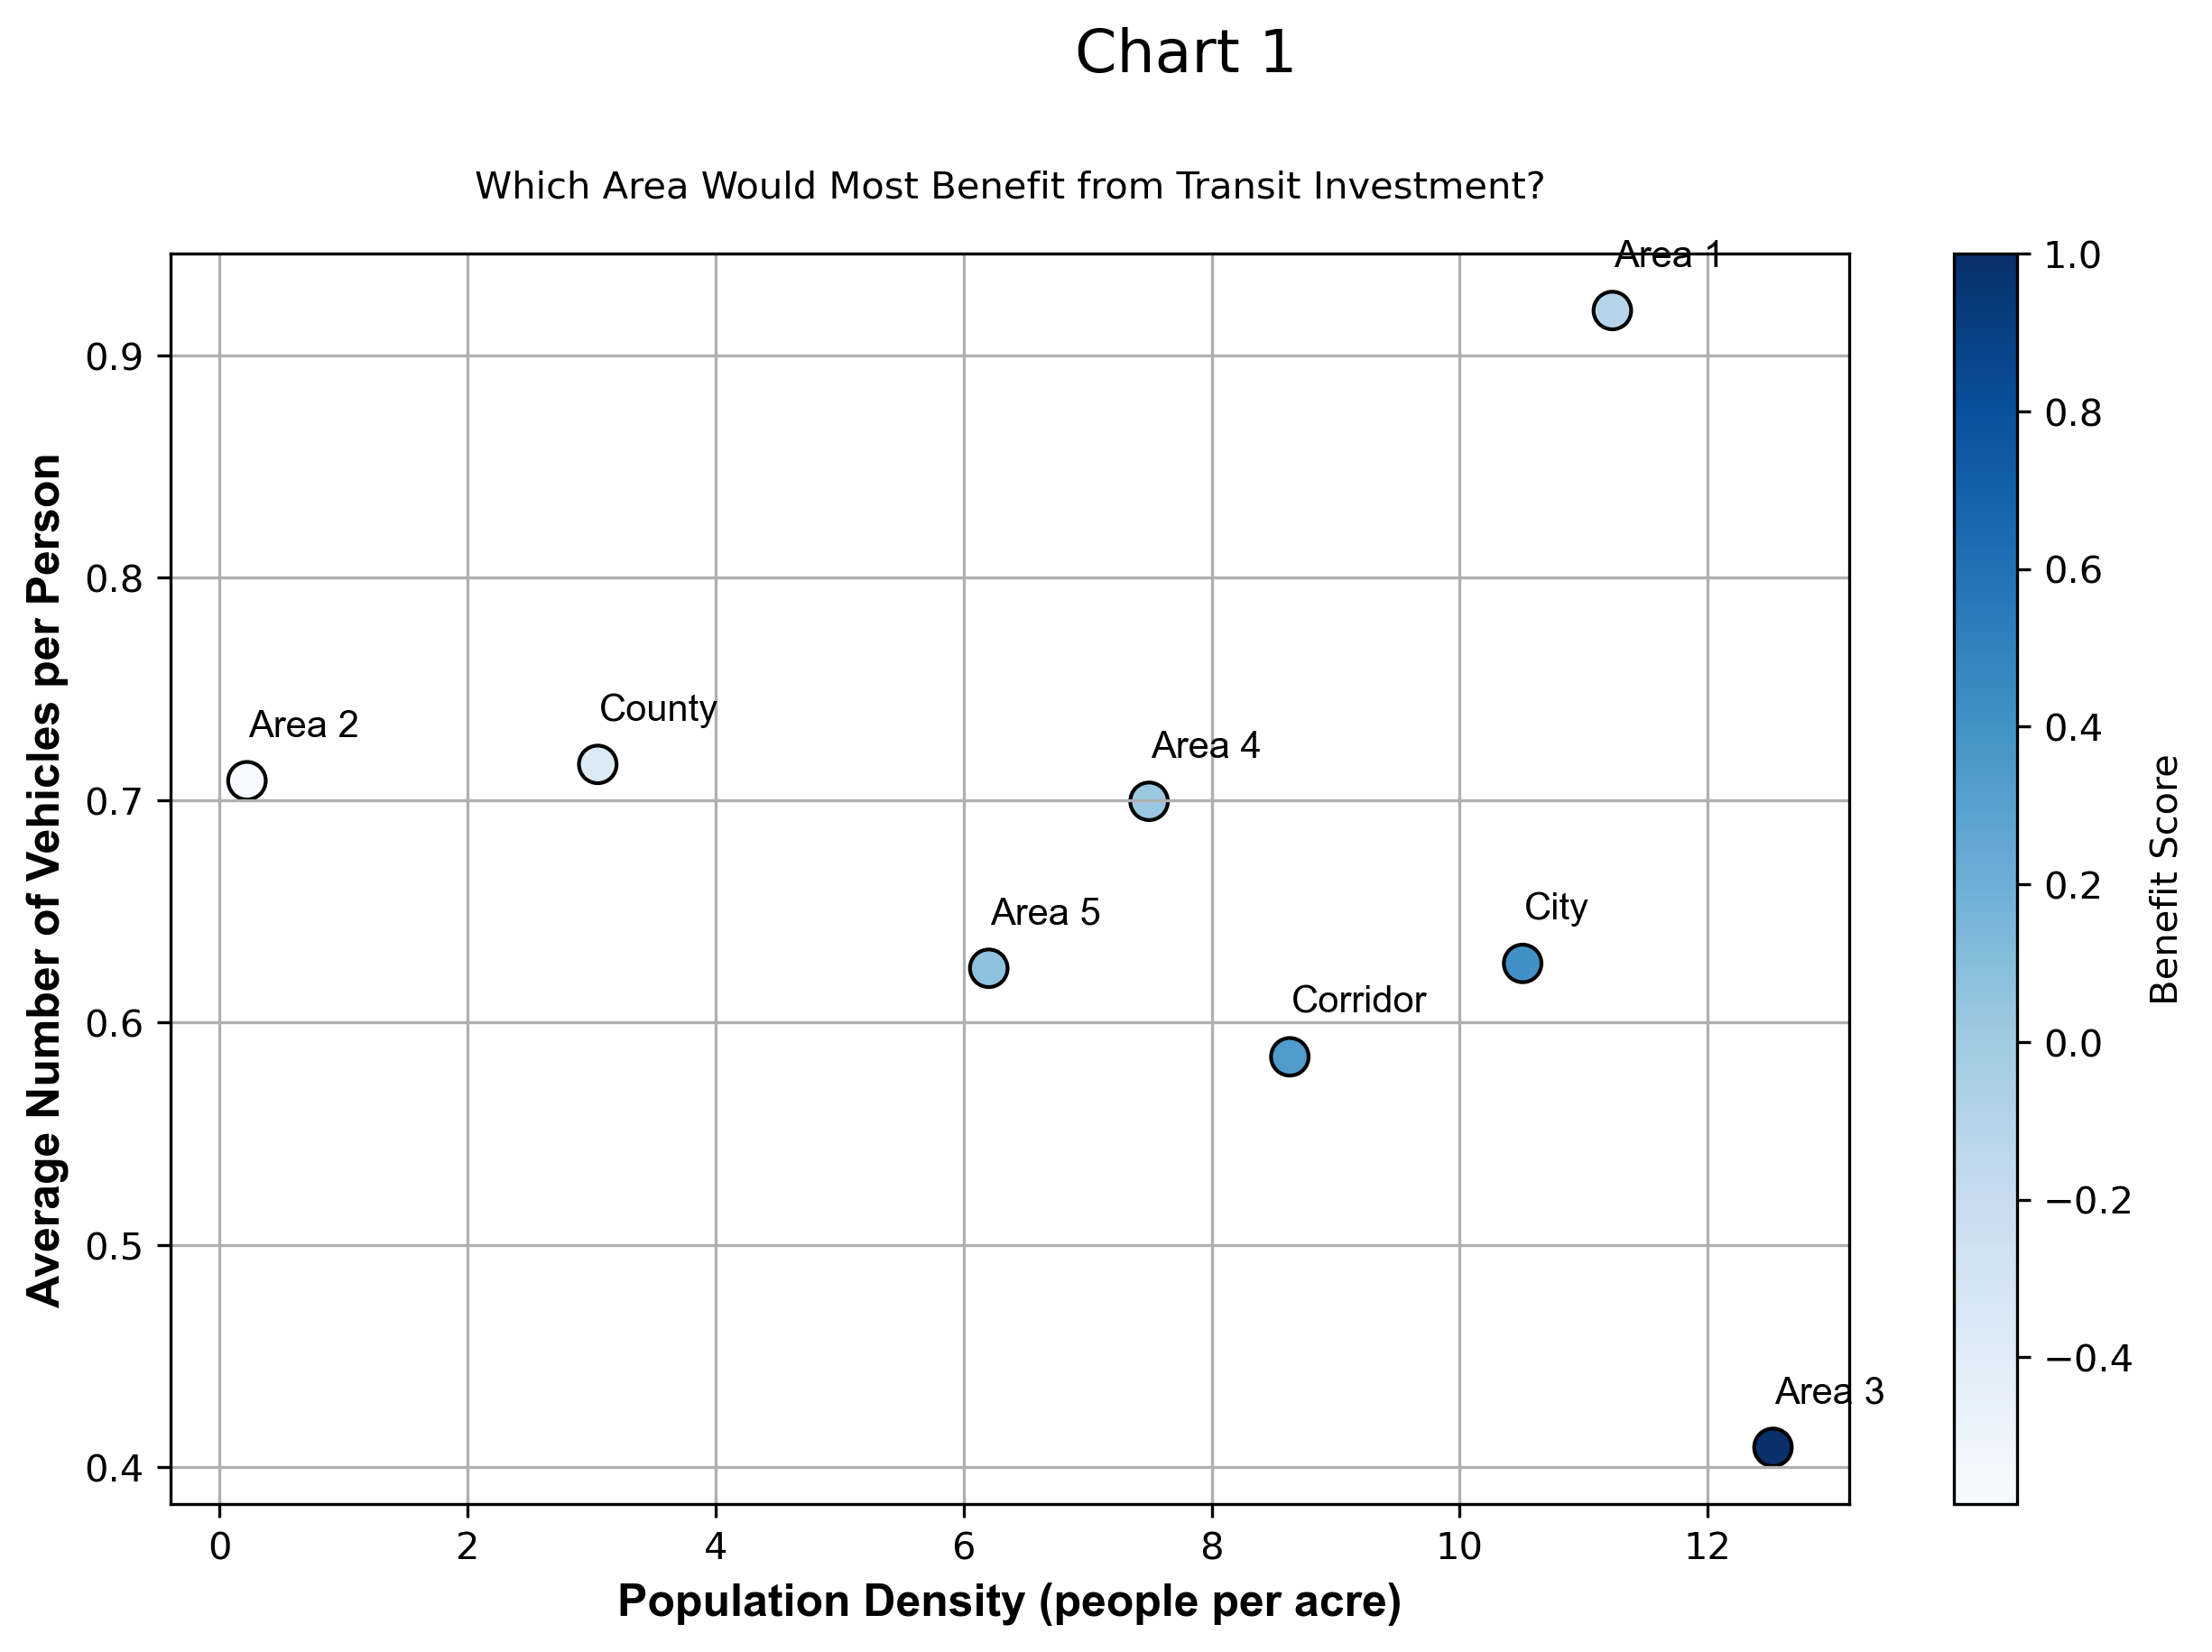 Chart 1
Which Area Would Most Benefit from Transit Investment?
Average Number of Vehicles per Person
0.9
0.8
0.7
0.6
0.5
0.4
Area 1
Area 2
County
Area 4
Area 5
City
Corridor
Area 3
0 2 4 6 8 10 12
Population Density (people per acre)
1.0
0.8
0.6
0.4
0.2
0.0
−0.2
−0.4
Benefit Score